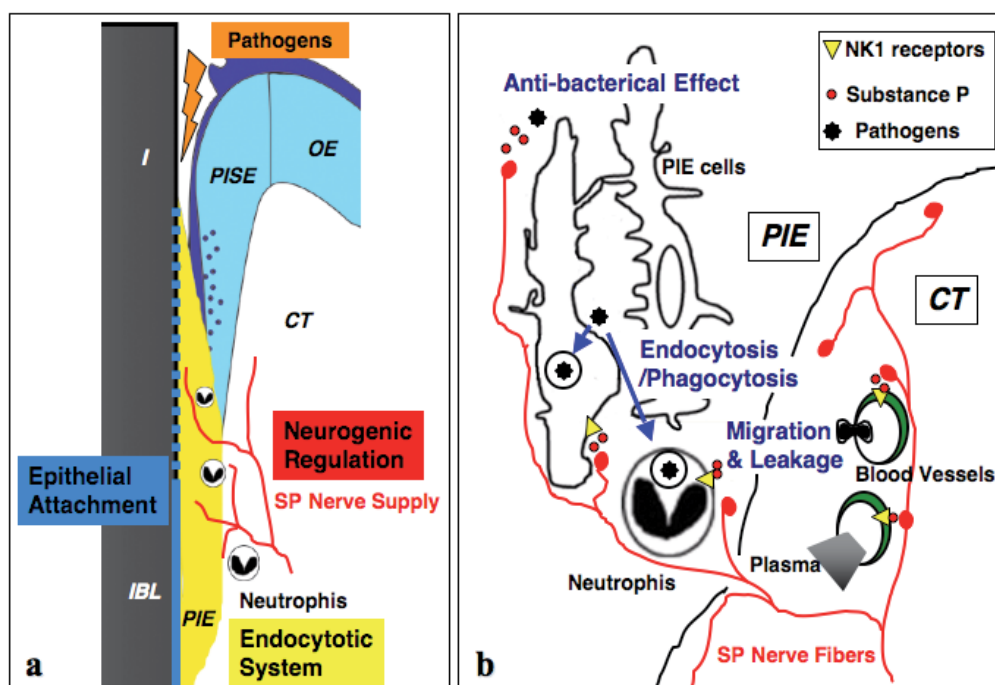 Pathogens
I
PISE
OE
CT
Neurogenic
Regulation
SP Nerve Supply
Epithelial
Attachment
IBL
PIE
Neutrophis
Endocytotic
System
a
NK1 receptors
Substance P
Pathogens
Anti-bacterical Effect
PIE cells
PIE
CT
Endocytosis
/Phagocytosis
Migration
& Leakage
Blood Vessels
Plasma
Neutrophis
SP Nerve Fibers
b